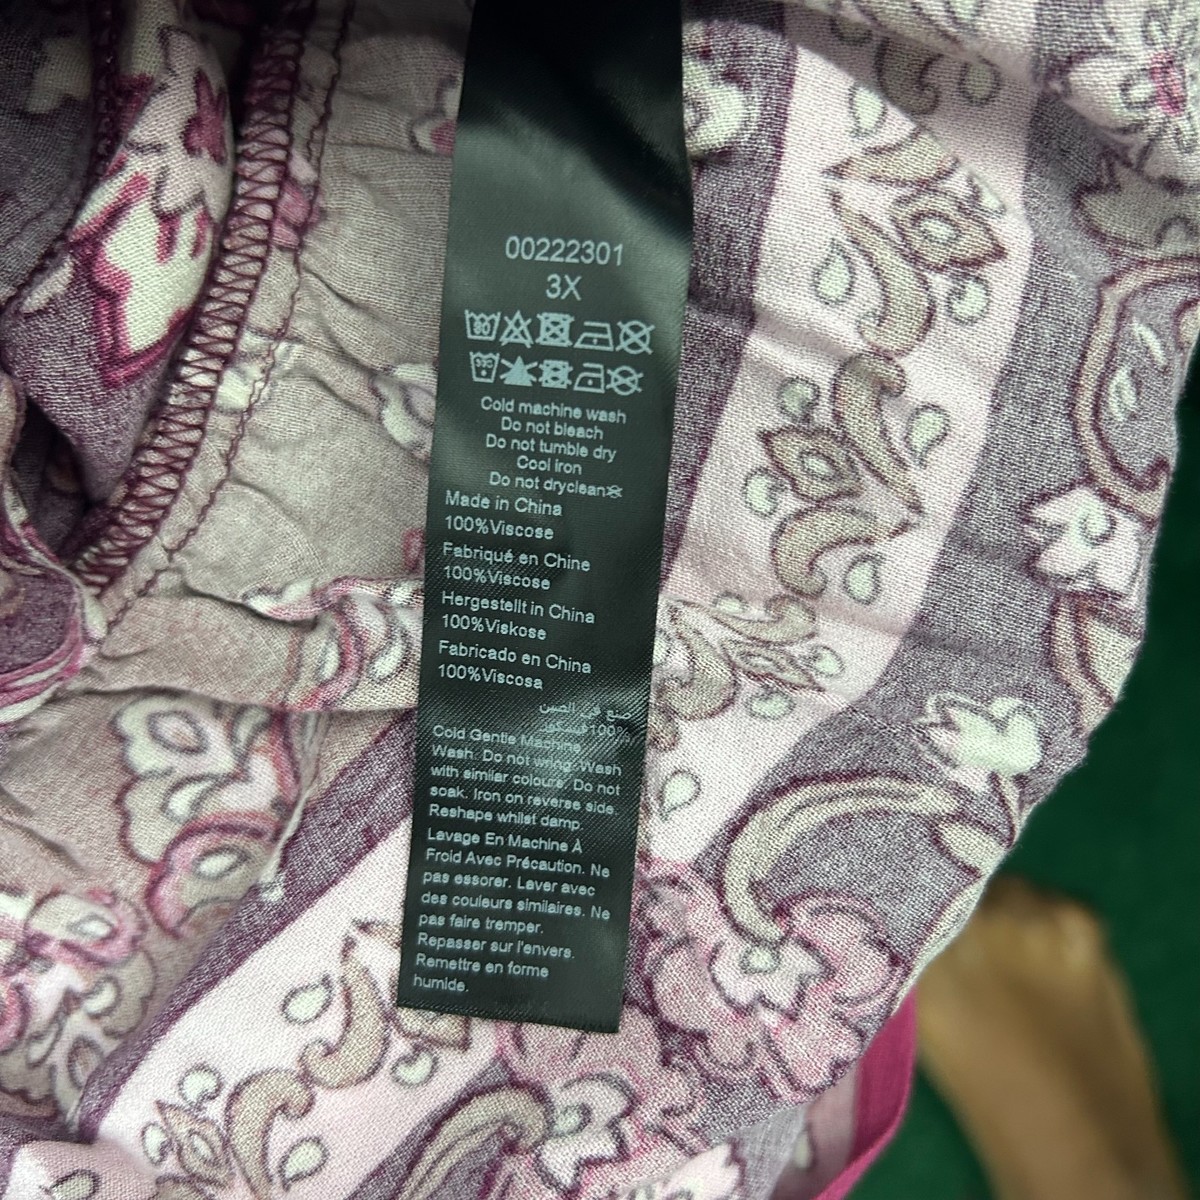 00222301
3X
Cold machine wash
Do not bleach
Do not tumble dry
Cool iron
Do not dryclean
Made in China
100%Viscose
Fabriqué en Chine
100%Viscose
Hergestellt in China
100%Viskose
Fabricado en China
100%Viscosa
صنع في الصين
100%
Cold Gentle Machine
Wash. Do not wring. Wash
with similar colours. Do not
soak. Iron on reverse side.
Reshape whilst damp.
Lavage En Machine À
Froid Avec Précaution. Ne
pas essorer. Laver avec
des couleurs similaires. Ne
pas faire tremper.
Repasser sur l'envers.
Remettre en forme
humide.